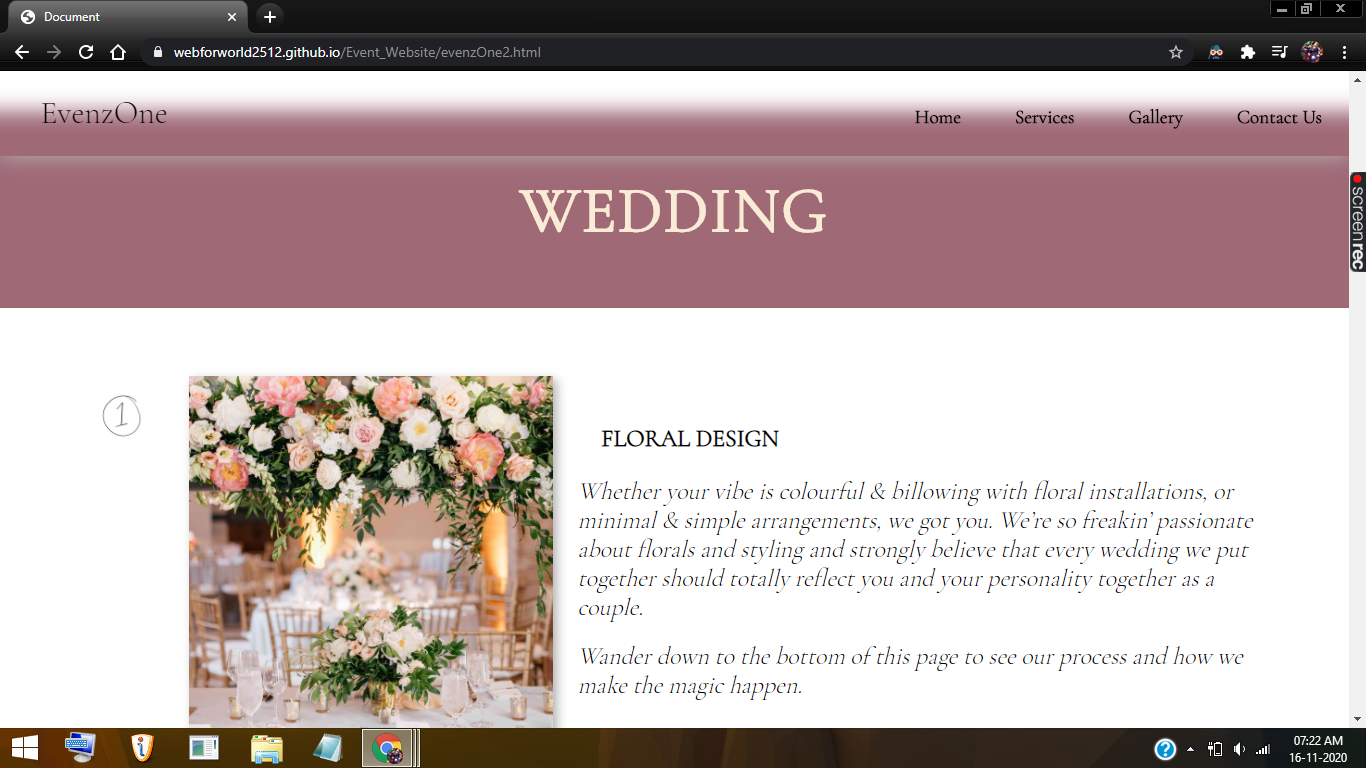 Document
webforworld2512.github.io/Event_Website/evenzOne2.html
EvenzOne
Home Services Gallery Contact Us
screenrec
WEDDING
1
FLORAL DESIGN
Whether your vibe is colourful & billowing with floral installations, or
minimal & simple arrangements, we got you. We're so freakin' passionate
about florals and styling and strongly believe that every wedding we put
together should totally reflect you and your personality together as a
couple.
Wander down to the bottom of this page to see our process and how we
make the magic happen.
07:22 AM
16-11-2020